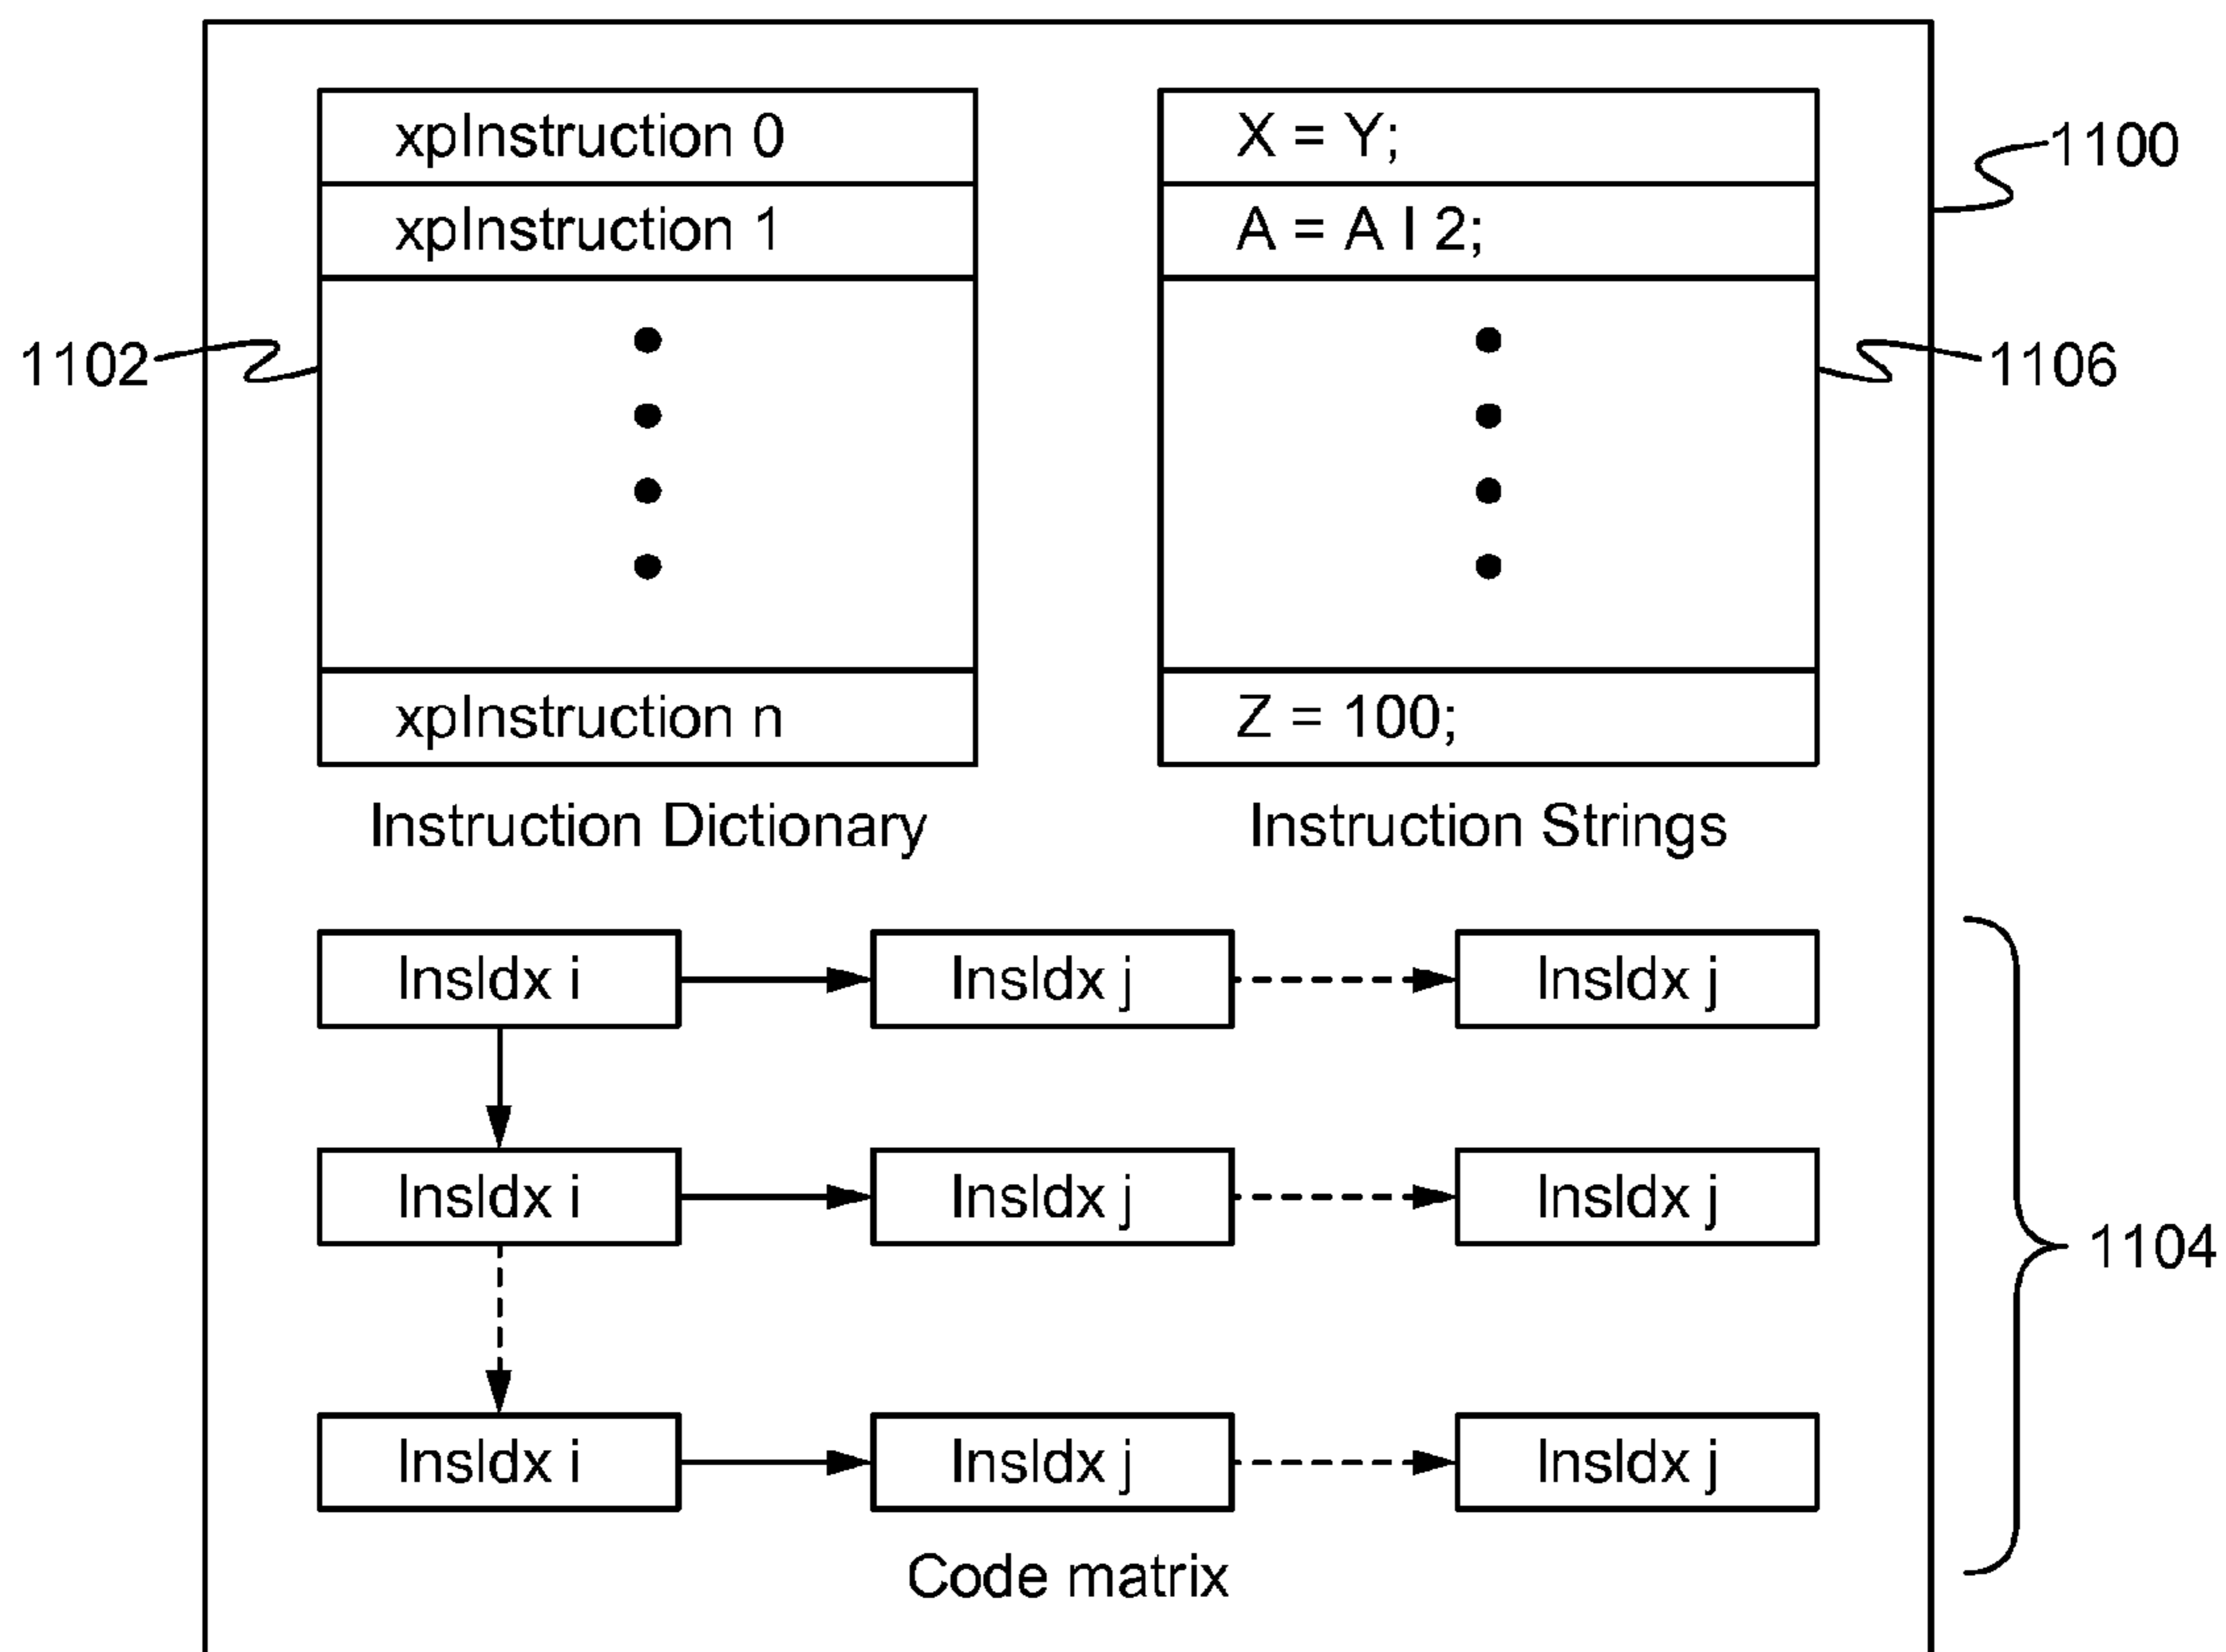 xpInstruction 0
xpInstruction 1
xpInstruction n
Instruction Dictionary
X = Y;
A = A I 2;
Z = 100;
Instruction Strings
1100
1102
1106
InsIdx i
InsIdx j
InsIdx j
InsIdx i
InsIdx j
InsIdx j
InsIdx i
InsIdx j
InsIdx j
1104
Code matrix